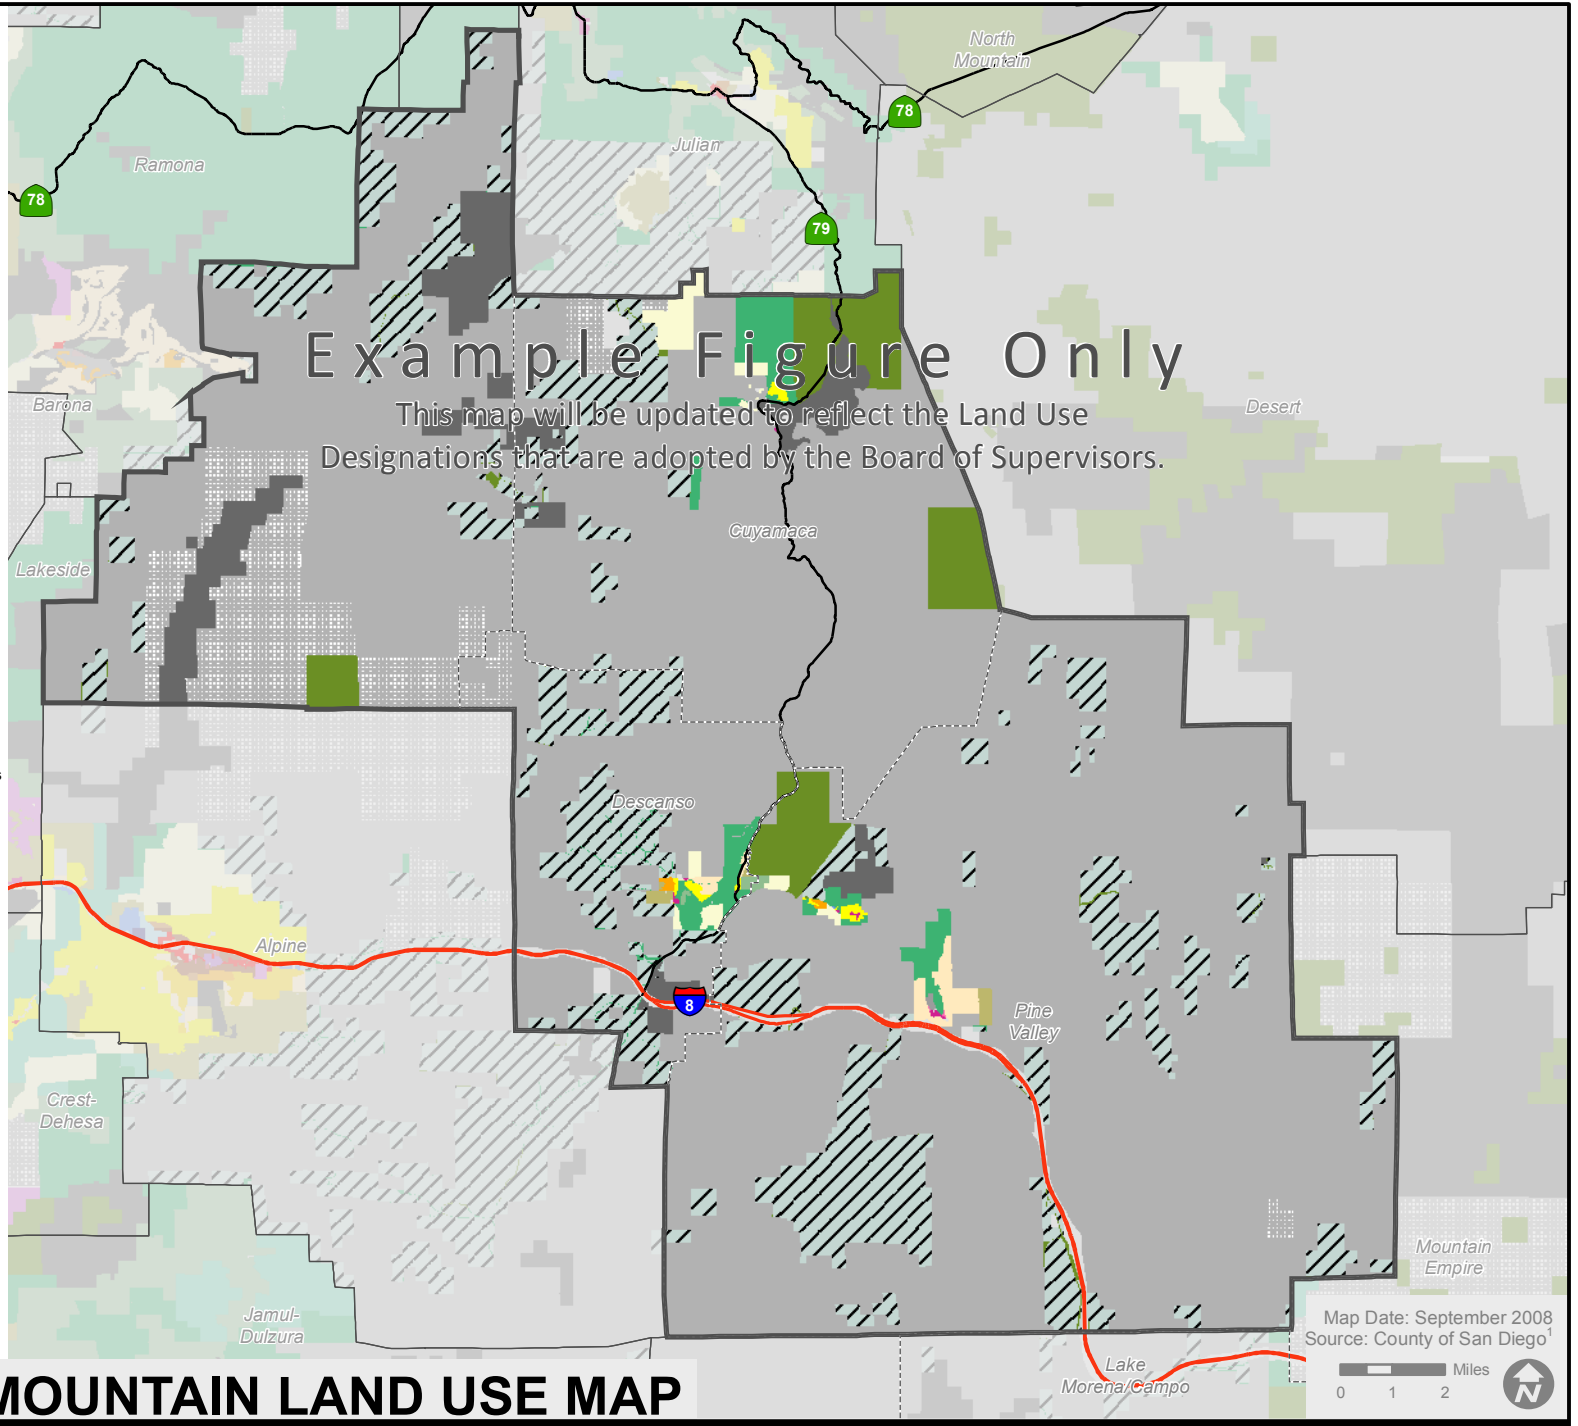 North
Mountain
78
Julian
Ramona
78
79
Example Figure Only
This map will be updated to reflect the Land Use
Designations that are adopted by the Board of Supervisors.
Barona
Desert
Cuyamaca
Lakeside
Descanso
Alpine
8
Pine
Valley
Crest-
Dehesa
Mountain
Empire
Jamul-
Dulzura
Map Date: September 2008
Source: County of San Diego1
Miles
0 1 2
N
Lake
Morena/Campo
MOUNTAIN LAND USE MAP